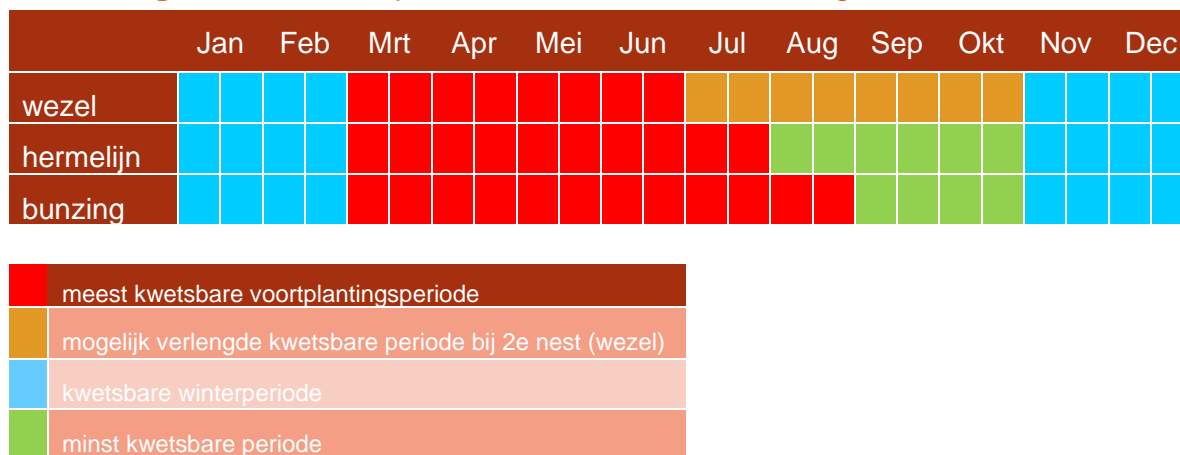 Jan Feb Mrt Apr Mei Jun Jul Aug Sep Okt Nov Dec
wezel
hermelijn
bunzing
meest kwetsbare voortplantingsperiode
mogelijk verlengde kwetsbare periode bij 2e nest (wezel)
kwetsbare winterperiode
minst kwetsbare periode